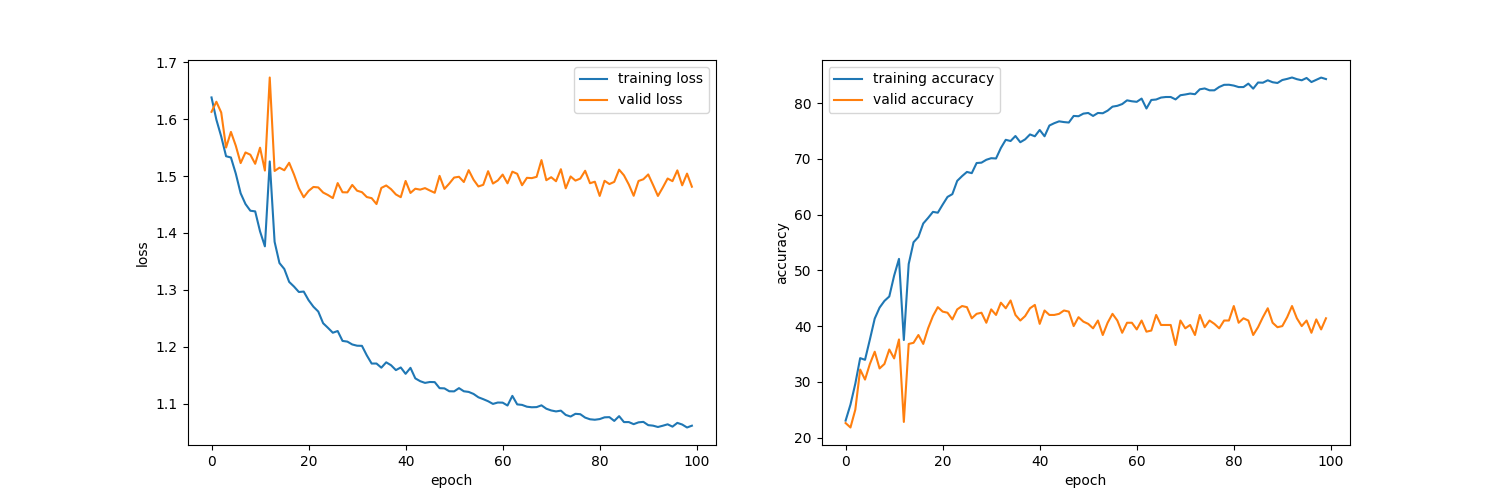 1.7
1.6
1.5
1.4
1.3
1.2
1.1
loss
0 20 40 60 80 100
epoch
training loss
valid loss
80
70
60
50
40
30
20
accuracy
0 20 40 60 80 100
epoch
training accuracy
valid accuracy